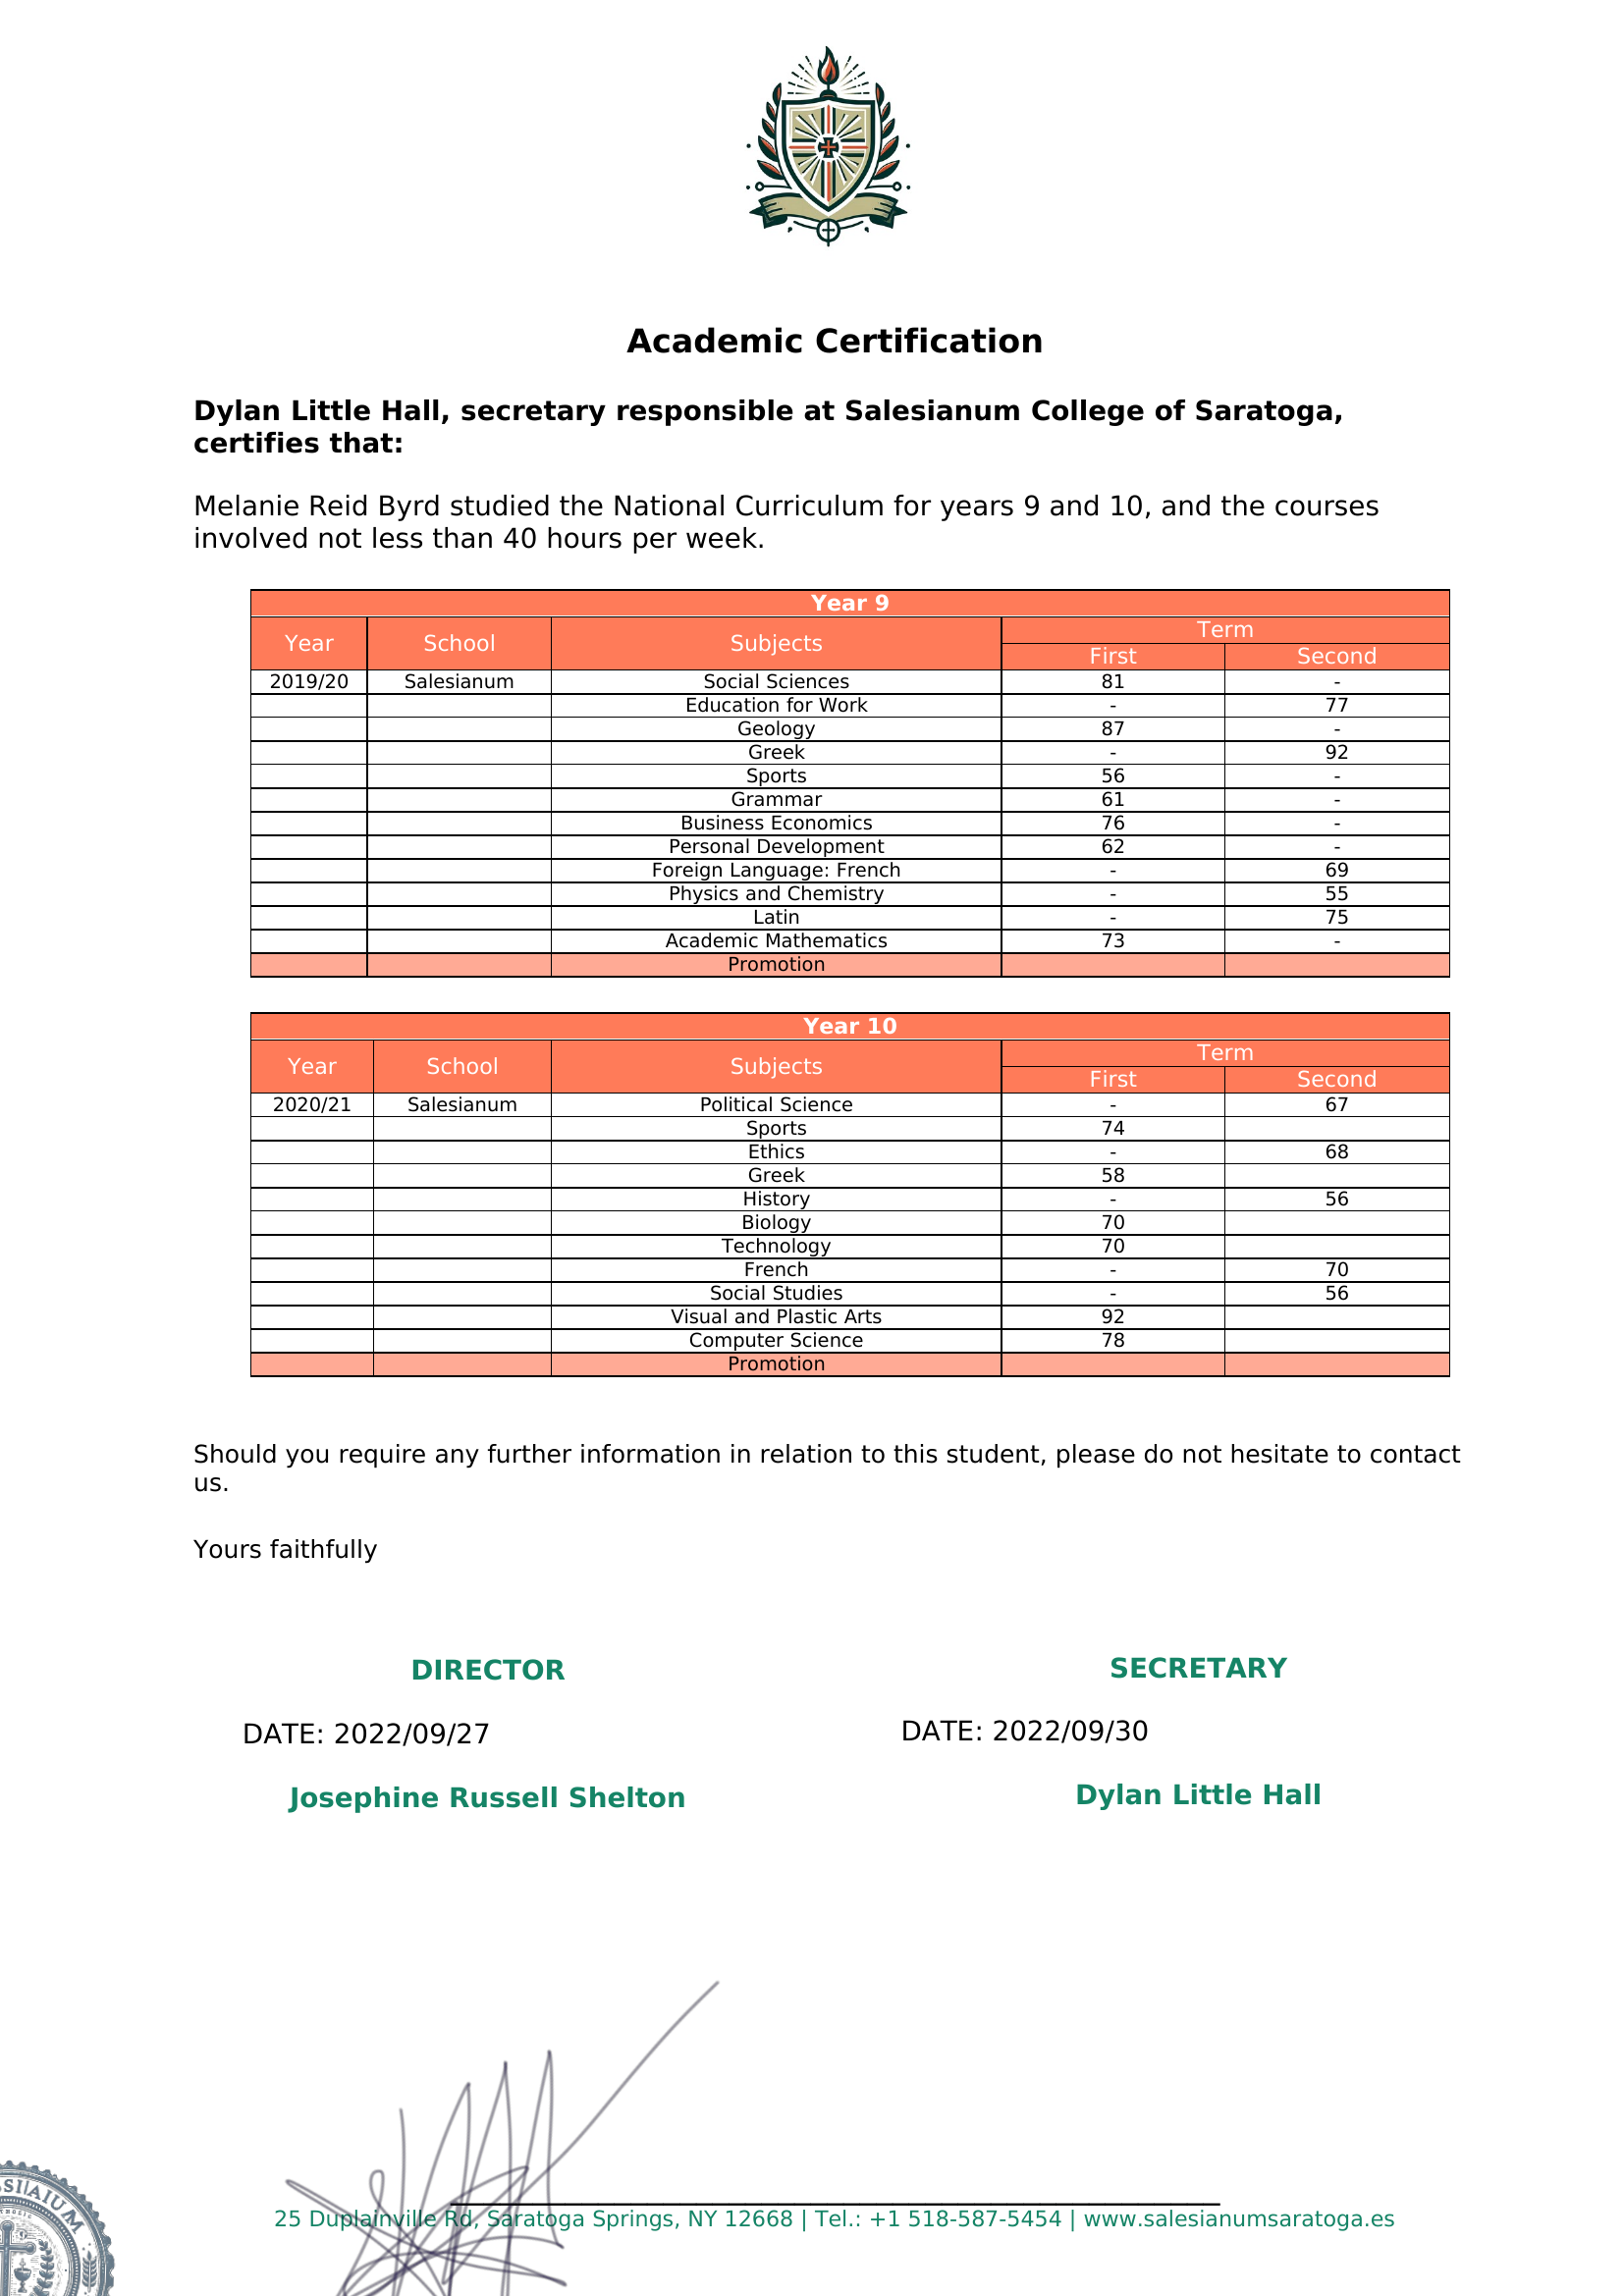 Academic Certification
Dylan Little Hall, secretary responsible at Salesianum College of Saratoga,
certifies that:
Melanie Reid Byrd studied the National Curriculum for years 9 and 10, and the courses
involved not less than 40 hours per week.
Year 9
Year School Subjects Term
First Second
2019/20 Salesianum Social Sciences 81 -
Education for Work - 77
Geology 87 -
Greek - 92
Sports 56 -
Grammar 61 -
Business Economics 76 -
Personal Development 62 -
Foreign Language: French - 69
Physics and Chemistry - 55
Latin - 75
Academic Mathematics 73 -
Promotion
Year 10
Year School Subjects Term
First Second
2020/21 Salesianum Political Science - 67
Sports 74
Ethics - 68
Greek 58
History - 56
Biology 70
Technology 70
French - 70
Social Studies - 56
Visual and Plastic Arts 92
Computer Science 78
Promotion
Should you require any further information in relation to this student, please do not hesitate to contact
us.
Yours faithfully
DIRECTOR SECRETARY
DATE: 2022/09/27 DATE: 2022/09/30
Josephine Russell Shelton Dylan Little Hall
25 Duplainville Rd, Saratoga Springs, NY 12668 | Tel.: +1 518-587-5454 | www.salesianumsaratoga.es